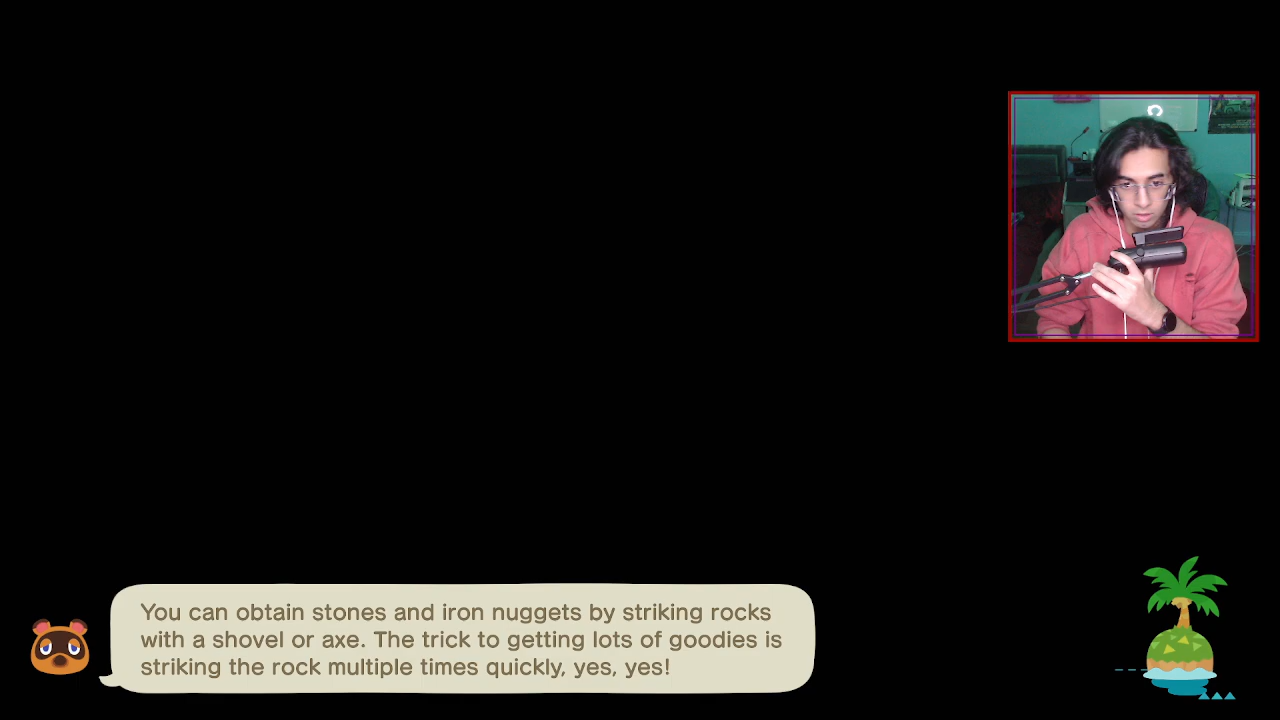 You can obtain stones and iron nuggets by striking rocks
with a shovel or axe. The trick to getting lots of goodies is
striking the rock multiple times quickly, yes, yes!